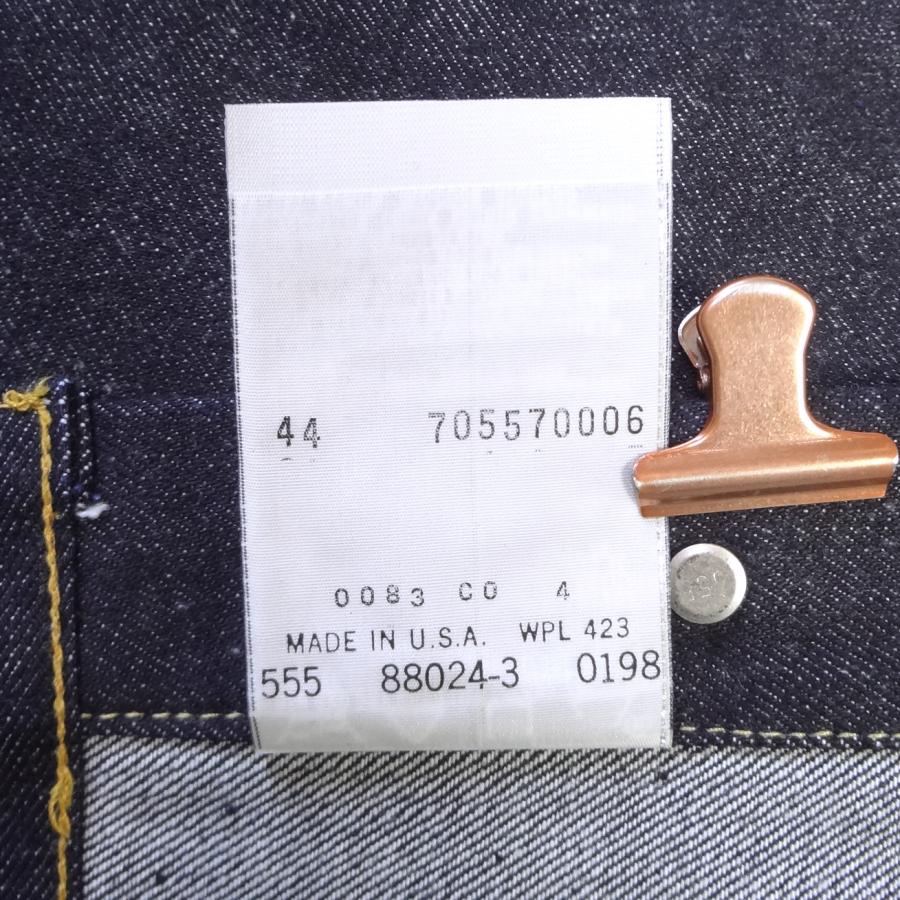 44 705570006
0083 CO 4
MADE IN U.S.A. WPL 423
555 88024-3 0198